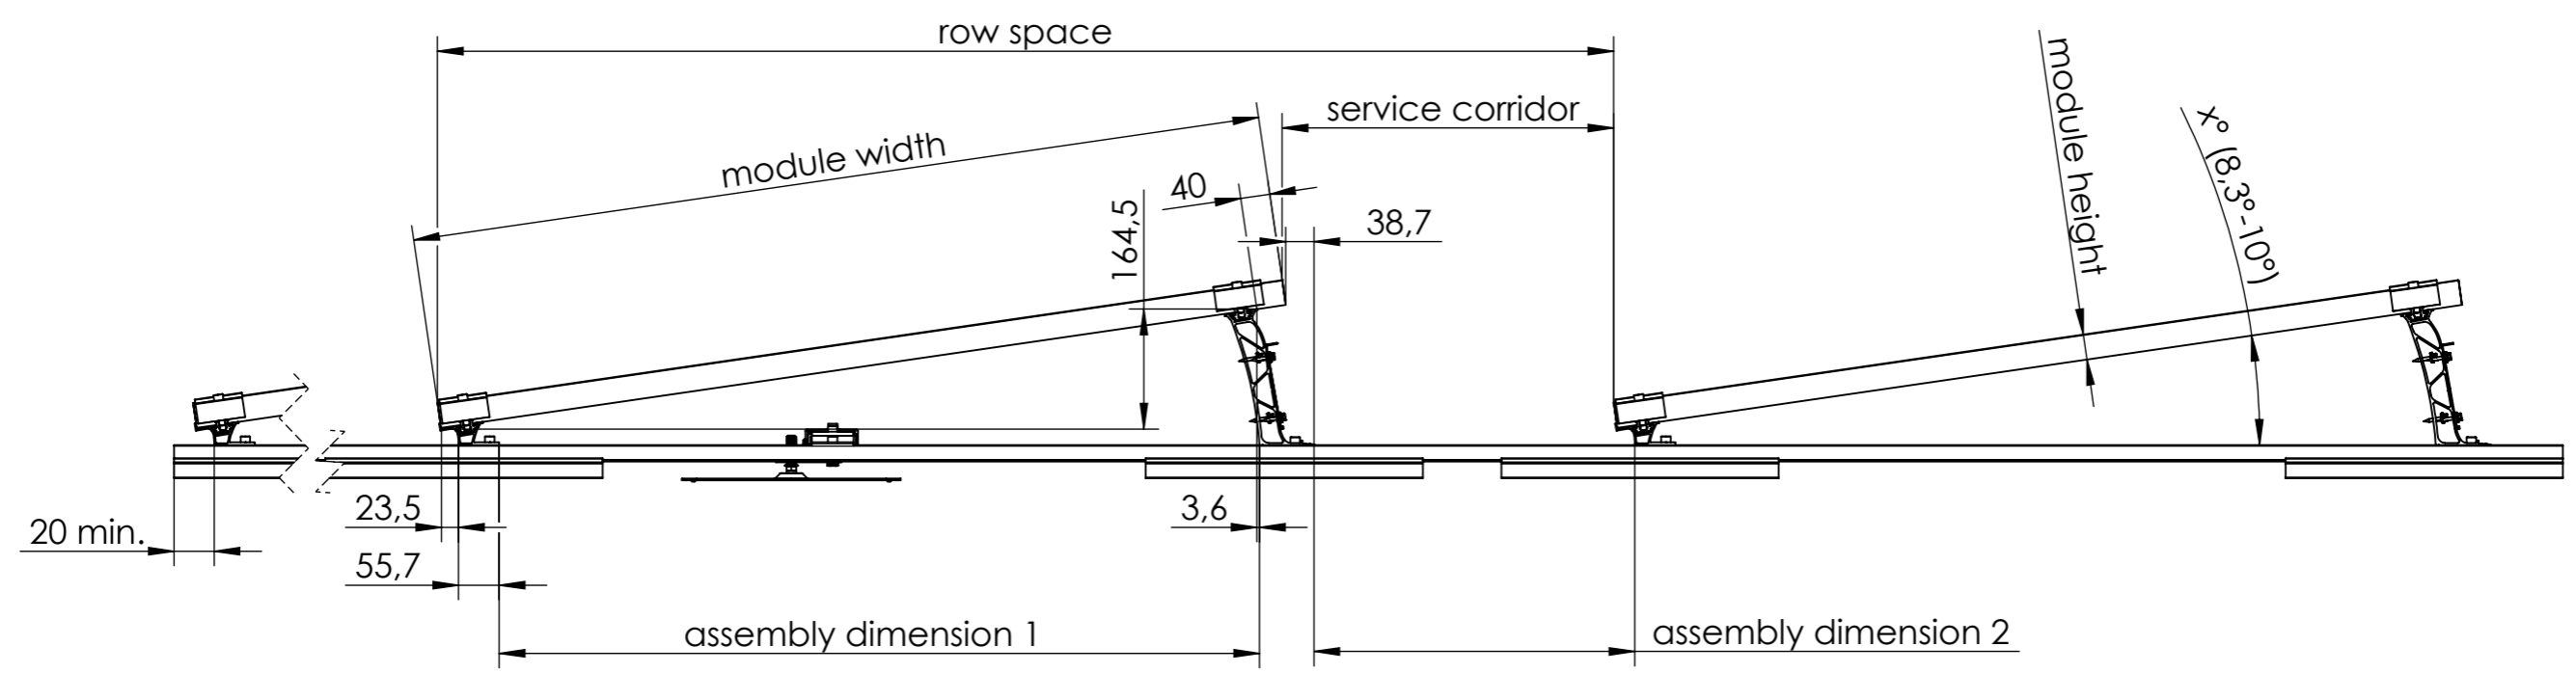 row space
service corridor
module width
40
164,5
38,7
module height
x° (8,3°-10°)
23,5
3,6
20 min.
55,7
assembly dimension 1
assembly dimension 2